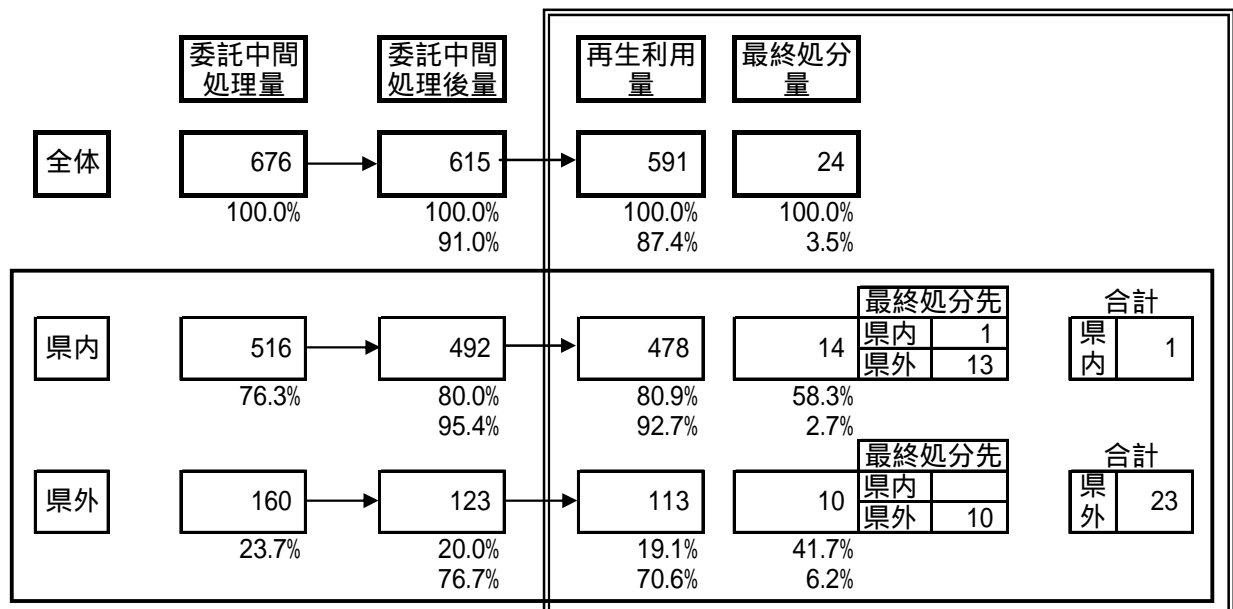 委託中間
処理量
委託中間
処理後量
再生利用
量
最終処分
量
全体
676
615
591
24
100.0%
100.0%
100.0%
100.0%
91.0%
87.4%
3.5%
最終処分先
合計
県内
516
492
478
14
県内 1
県外 13
県内
1
76.3%
80.0%
80.9%
58.3%
95.4%
92.7%
2.7%
最終処分先
合計
県外
160
123
113
10
県内
県外 10
県外
23
23.7%
20.0%
19.1%
41.7%
76.7%
70.6%
6.2%